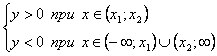 y > 0 при x ∈ (x₁; x₂)
y < 0 при x ∈ (-∞; x₁) ∪ (x₂; ∞)